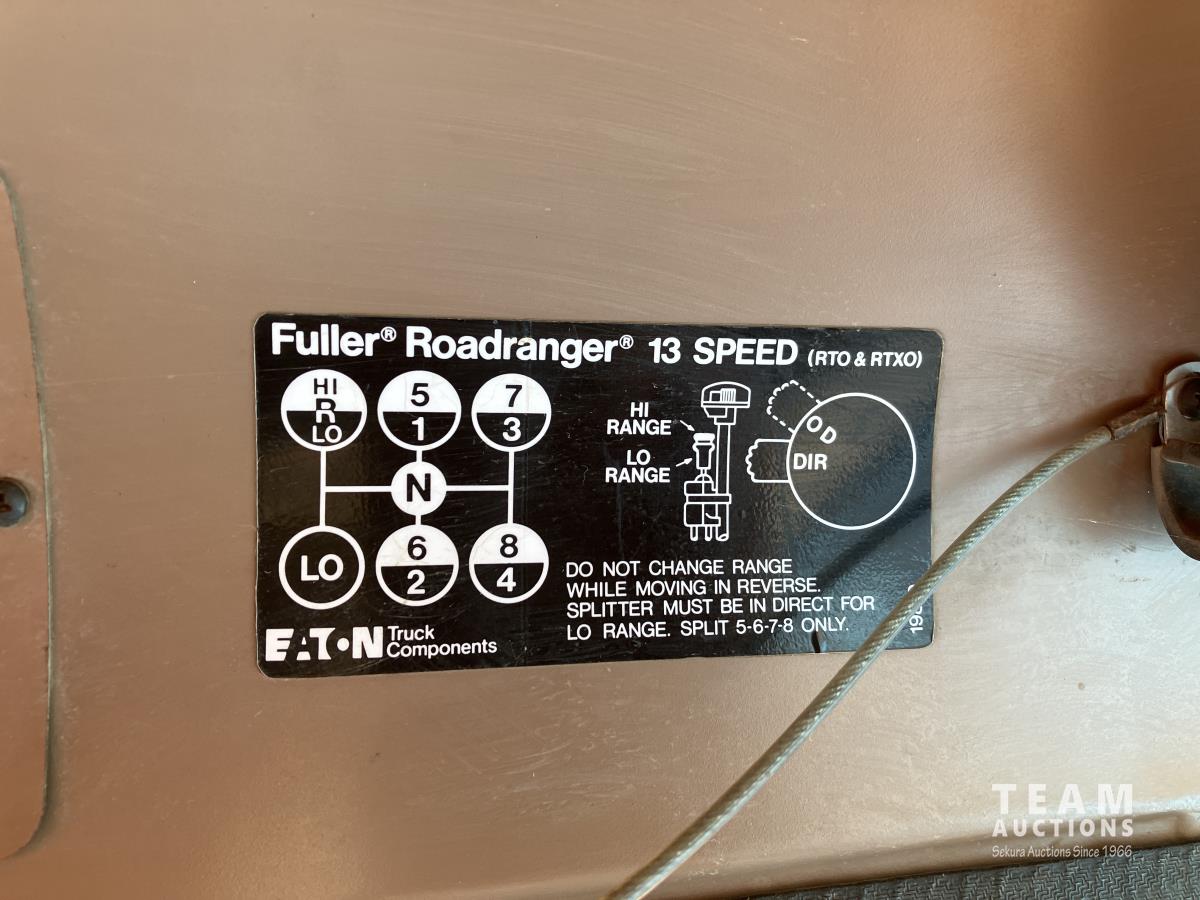 Fuller® Roadranger® 13 SPEED (RTO & RTXO)
HI
R
LO
5
1
7
3
N
LO
6
2
8
4
HI
RANGE
LO
RANGE
OD
DIR
DO NOT CHANGE RANGE
WHILE MOVING IN REVERSE.
SPLITTER MUST BE IN DIRECT FOR
LO RANGE. SPLIT 5-6-7-8 ONLY.
EATON Truck
Components
TEAM
AUCTIONS
Sekura Auctions Since 1966